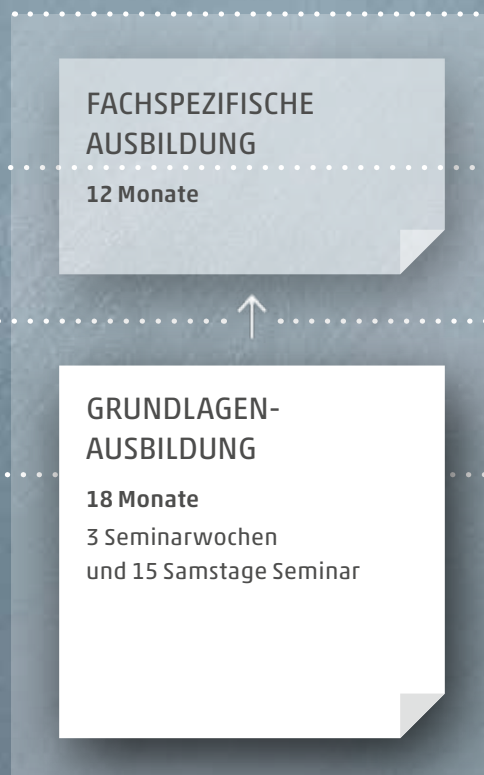 FACHSPEZIFISCHE
AUSBILDUNG
12 Monate
GRUNDLAGEN-
AUSBILDUNG
18 Monate
3 Seminarwochen
und 15 Samstage Seminar